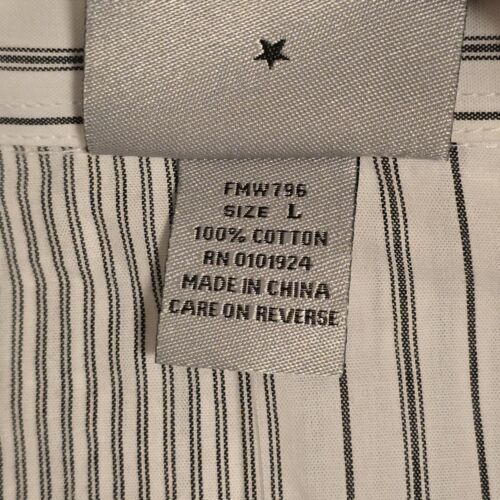 FMW796
SIZE L
100% COTTON
RN 0101924
MADE IN CHINA
CARE ON REVERSE